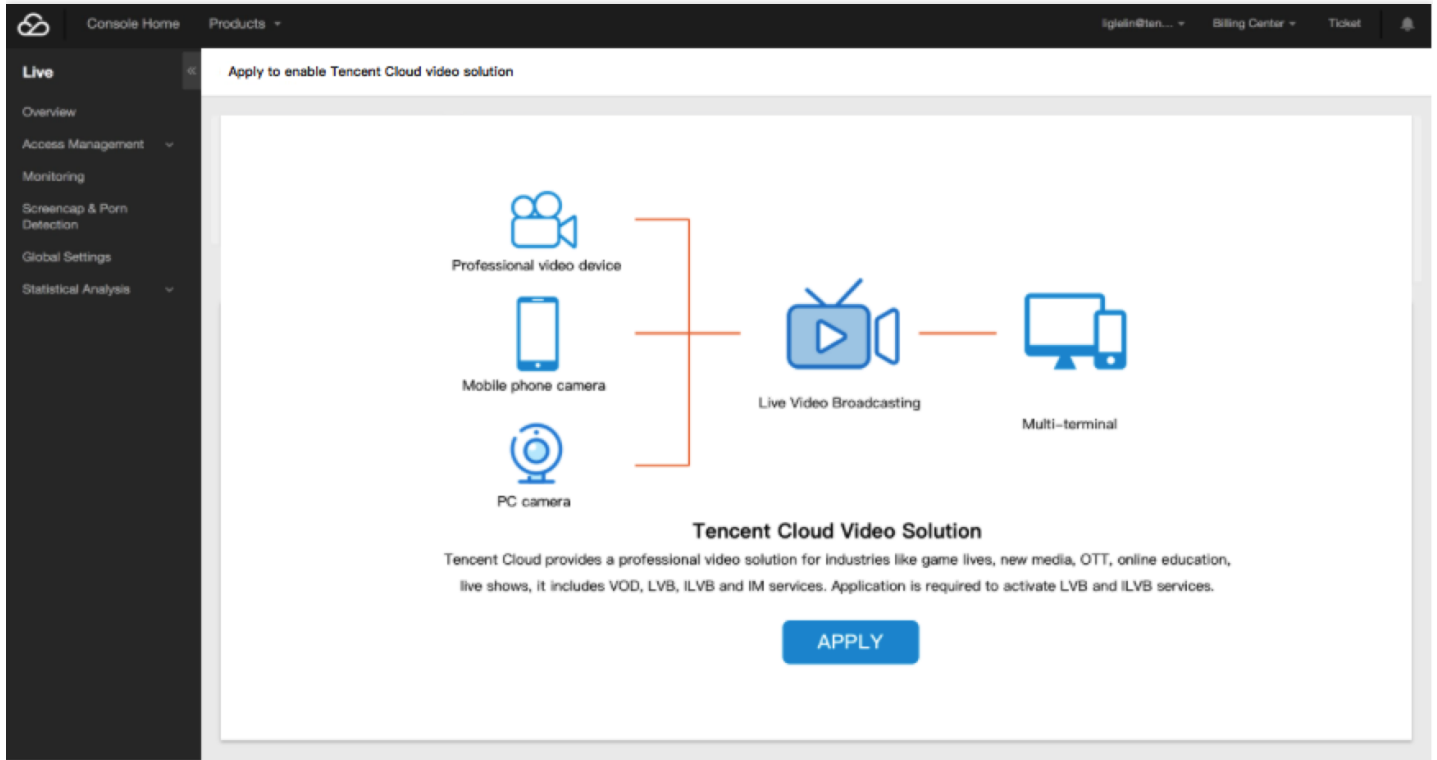 Console Home
Products
Billing Center
Ticket
Live
Apply to enable Tencent Cloud video solution
Overview
Access Management
Monitoring
Screencap & Porn
Detection
Global Settings
Statistical Analysis
Professional video device
Mobile phone camera
PC camera
Live Video Broadcasting
Multi-terminal
Tencent Cloud Video Solution
Tencent Cloud provides a professional video solution for industries like game lives, new media, OTT, online education,
live shows, it includes VOD, LVB, ILVB and IM services. Application is required to activate LVB and ILVB services.
APPLY